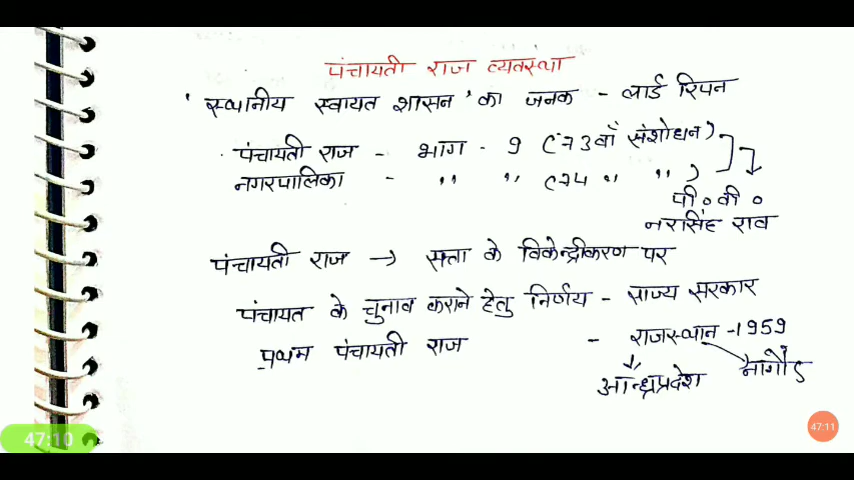 पंचायती राज व्यवस्था
'स्थानीय स्वायत शासन' का जनक - लार्ड रिपन
पंचायती राज - भाग - 9 (73वाँ संशोधन)
नगरपालिका - " " (74 " ")
पी० वी०
नरसिंह राव
पंचायती राज → सत्ता के विकेन्द्रीकरण पर
पंचायत के चुनाव कराने हेतु निर्णय - राज्य सरकार
प्रथम पंचायती राज - राजस्थान - 1959
आन्ध्रप्रदेश नागौर
47:10
47:11